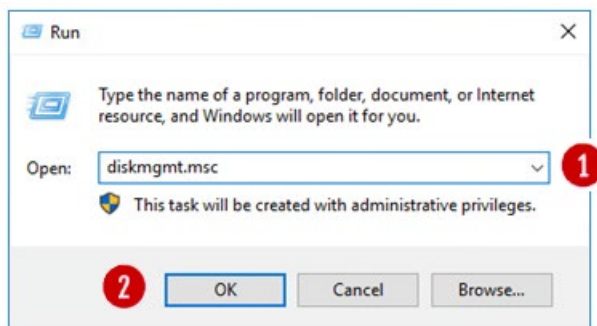 Run
Type the name of a program, folder, document, or Internet
resource, and Windows will open it for you.
Open: diskmgmt.msc
1
This task will be created with administrative privileges.
2
OK Cancel Browse...